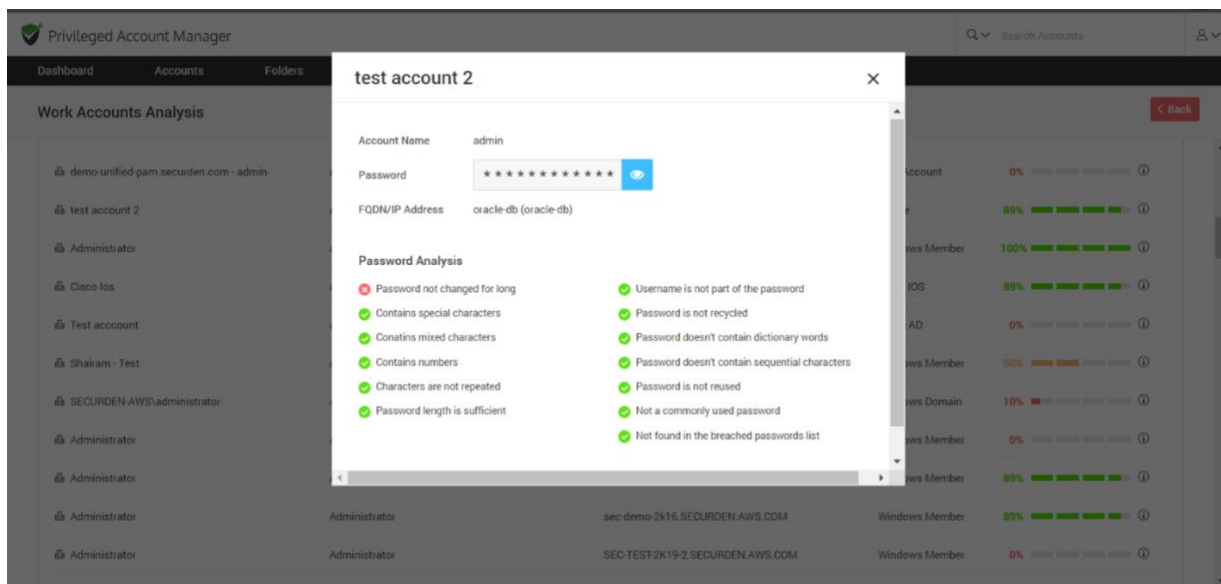 Privileged Account Manager
Search Accounts
Dashboard Accounts Folders
Work Accounts Analysis
Back
test account 2
Account Name admin
Password ************
FQDN/IP Address oracle-db (oracle-db)
Password Analysis
Password not changed for long
Contains special characters
Conatins mixed characters
Contains numbers
Characters are not repeated
Password length is sufficient
Username is not part of the password
Password is not recycled
Password doesn't contain dictionary words
Password doesn't contain sequential characters
Password is not reused
Not a commonly used password
Not found in the breached passwords list
demo-unified-pam.securden.com - admin ccount 0%
test account 2 89%
Administrator ows Member 100%
Cisco Ios IOS 89%
Test acccount AD 0%
Shairam - Test ows Member 50%
SECURDEN-AWS\administrator ows Domain 10%
Administrator ows Member 0%
Administrator ows Member 89%
Administrator Administrator sec-demo-2k16.SECURDEN.AWS.COM Windows Member 89%
Administrator Administrator SEC-TEST-2K19-2.SECURDEN.AWS.COM Windows Member 0%